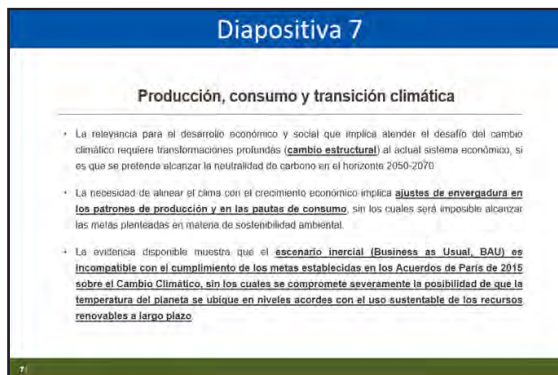 Diapositiva 7
Producción, consumo y transición climática
• La relevancia para el desarrollo económico y social que implica atender el desafío del cambio
climático requiere transformaciones profundas (cambio estructural) al actual sistema económico, si
es que se pretende alcanzar la neutralidad de carbono en el horizonte 2050-2070
• La necesidad de alinear el clima con el crecimiento económico implica ajustes de envergadura en
los patrones de producción y en las pautas de consumo, sin los cuales será imposible alcanzar
las metas planteadas en materia de sostenibilidad ambiental.
• La evidencia disponible muestra que el escenario inercial (Business as Usual, BAU) es
incompatible con el cumplimiento de los metas establecidas en los Acuerdos de París de 2015
sobre el Cambio Climático, sin los cuales se compromete severamente la posibilidad de que la
temperatura del planeta se ubique en niveles acordes con el uso sustentable de los recursos
renovables a largo plazo
7